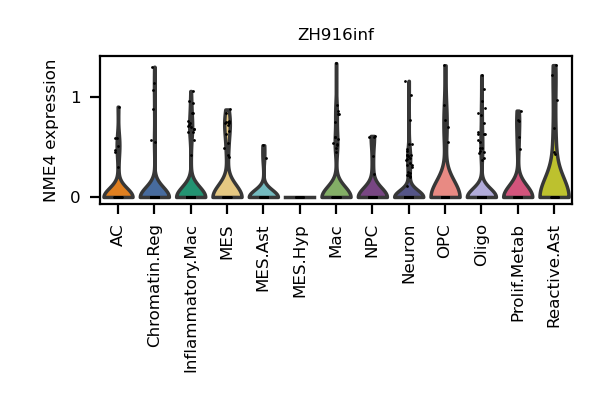 ZH916inf
NME4 expression
1
0
AC
Chromatin.Reg
Inflammatory.Mac
MES
MES.Ast
MES.Hyp
Mac
NPC
Neuron
OPC
Oligo
Prolif.Metab
Reactive.Ast